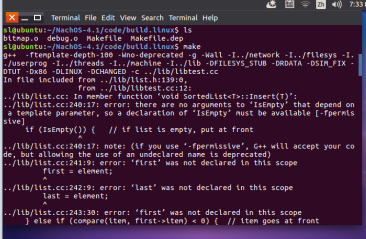 Zh
7:33
Terminal File Edit View Search Terminal Help
sl@ubuntu:~/NachOS-4.1/code/build.linux$ ls
bitmap.o debug.o Makefile Makefile.dep
sl@ubuntu:~/NachOS-4.1/code/build.linux$ make
g++ -ftemplate-depth-100 -Wno-deprecated -g -Wall -I../network -I../filesys -I.
./userprog -I../threads -I../machine -I../lib -DFILESYS_STUB -DRDATA -DSIM_FIX -
DTUT -Dx86 -DLINUX -DCHANGED -c ../lib/libtest.cc
In file included from ../lib/list.h:139:0,
from ../lib/libtest.cc:12:
../lib/list.cc: In member function 'void SortedList<T>::Insert(T)':
../lib/list.cc:240:17: error: there are no arguments to 'IsEmpty' that depend on
a template parameter, so a declaration of 'IsEmpty' must be available [-fpermis
sive]
if (IsEmpty()) { // if list is empty, put at front
^
../lib/list.cc:240:17: note: (if you use '-fpermissive', G++ will accept your co
de, but allowing the use of an undeclared name is deprecated)
../lib/list.cc:241:9: error: 'first' was not declared in this scope
first = element;
^
../lib/list.cc:242:9: error: 'last' was not declared in this scope
last = element;
^
../lib/list.cc:243:30: error: 'first' was not declared in this scope
} else if (compare(item, first->item) < 0) { // item goes at front